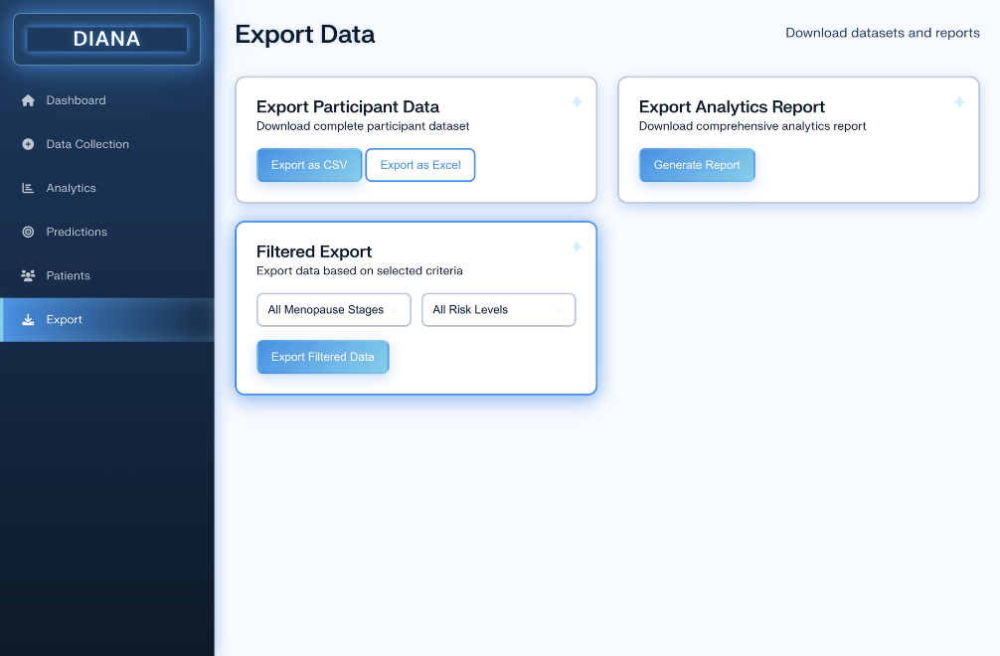 DIANA
Dashboard
Data Collection
Analytics
Predictions
Patients
Export
Export Data
Download datasets and reports
Export Participant Data
Download complete participant dataset
Export as CSV
Export as Excel
Export Analytics Report
Download comprehensive analytics report
Generate Report
Filtered Export
Export data based on selected criteria
All Menopause Stages
All Risk Levels
Export Filtered Data